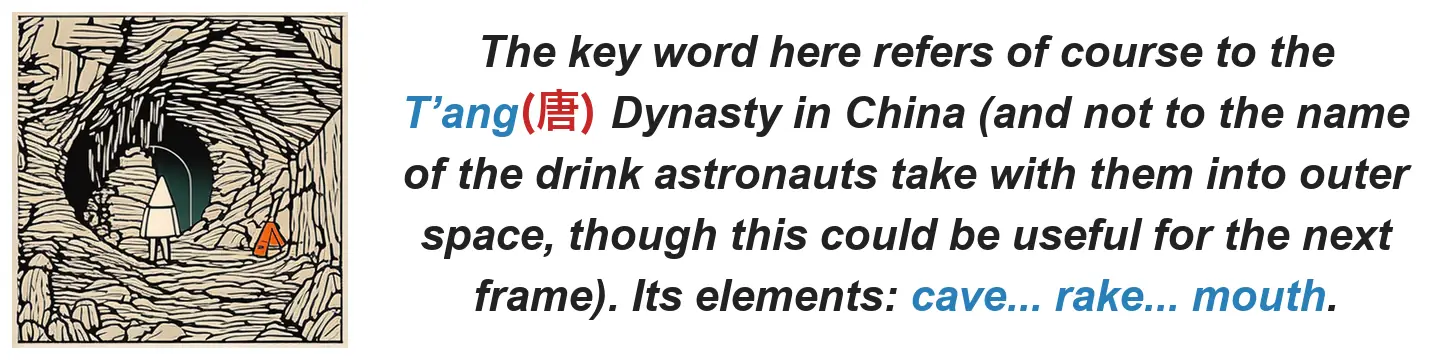 The key word here refers of course to the
T’ang(唐) Dynasty in China (and not to the name
of the drink astronauts take with them into outer
space, though this could be useful for the next
frame). Its elements: cave... rake... mouth.